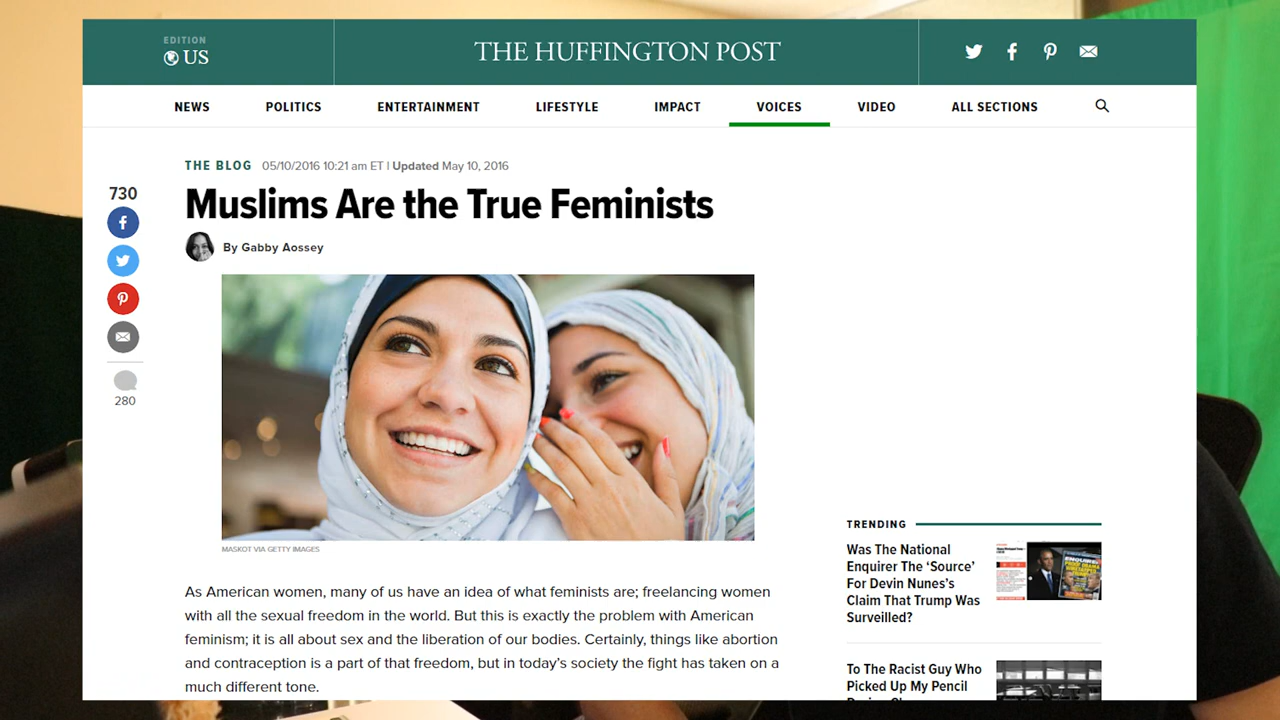 EDITION
US
THE HUFFINGTON POST
NEWS POLITICS ENTERTAINMENT LIFESTYLE IMPACT VOICES VIDEO ALL SECTIONS
THE BLOG 05/10/2016 10:21 am ET | Updated May 10, 2016
730
Muslims Are the True Feminists
By Gabby Aossey
280
MASKOT VIA GETTY IMAGES
As American women, many of us have an idea of what feminists are; freelancing women
with all the sexual freedom in the world. But this is exactly the problem with American
feminism; it is all about sex and the liberation of our bodies. Certainly, things like abortion
and contraception is a part of that freedom, but in today's society the fight has taken on a
much different tone.
TRENDING
Was The National
Enquirer The 'Source'
For Devin Nunes's
Claim That Trump Was
Surveilled?
To The Racist Guy Who
Picked Up My Pencil